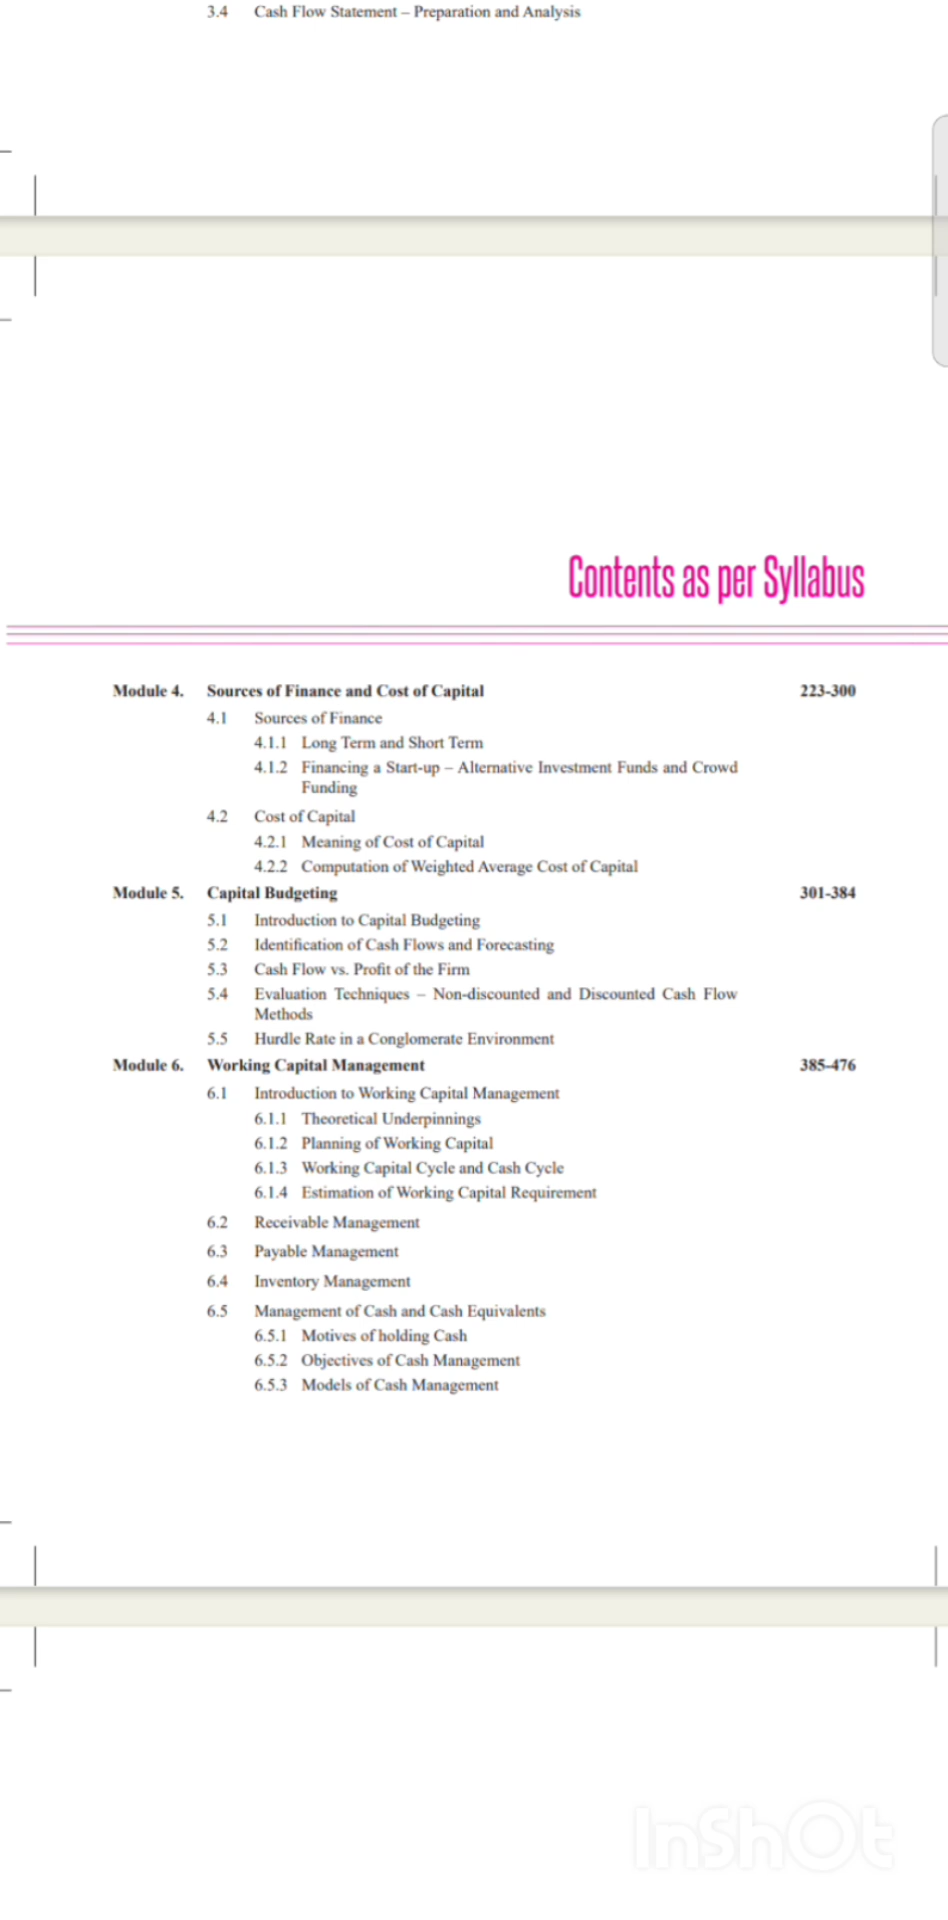 3.4 Cash Flow Statement – Preparation and Analysis
Contents as per Syllabus
Module 4. Sources of Finance and Cost of Capital 223-300
4.1 Sources of Finance
4.1.1 Long Term and Short Term
4.1.2 Financing a Start-up – Alternative Investment Funds and Crowd
Funding
4.2 Cost of Capital
4.2.1 Meaning of Cost of Capital
4.2.2 Computation of Weighted Average Cost of Capital
Module 5. Capital Budgeting 301-384
5.1 Introduction to Capital Budgeting
5.2 Identification of Cash Flows and Forecasting
5.3 Cash Flow vs. Profit of the Firm
5.4 Evaluation Techniques – Non-discounted and Discounted Cash Flow
Methods
5.5 Hurdle Rate in a Conglomerate Environment
Module 6. Working Capital Management 385-476
6.1 Introduction to Working Capital Management
6.1.1 Theoretical Underpinnings
6.1.2 Planning of Working Capital
6.1.3 Working Capital Cycle and Cash Cycle
6.1.4 Estimation of Working Capital Requirement
6.2 Receivable Management
6.3 Payable Management
6.4 Inventory Management
6.5 Management of Cash and Cash Equivalents
6.5.1 Motives of holding Cash
6.5.2 Objectives of Cash Management
6.5.3 Models of Cash Management
InShOt